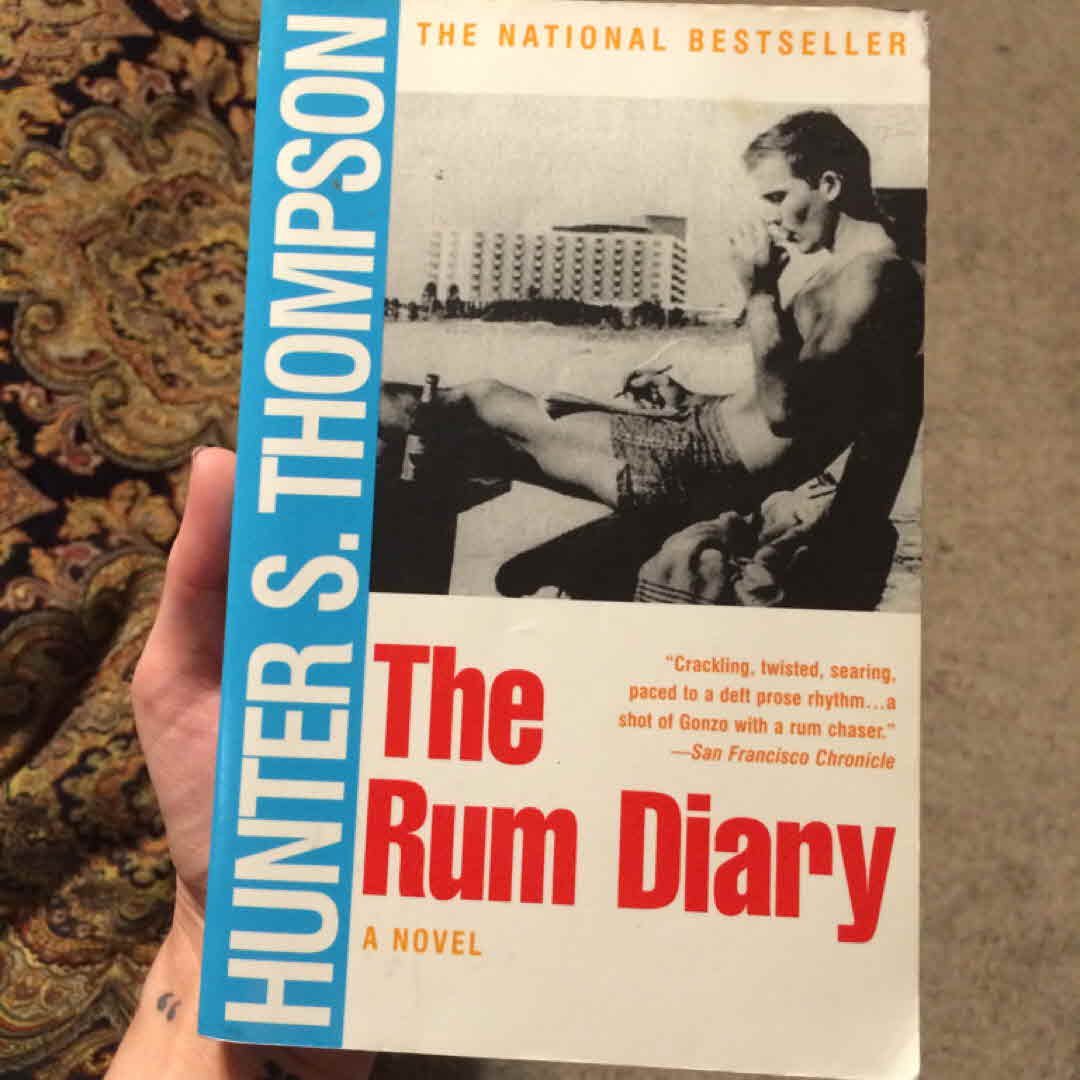 THE NATIONAL BESTSELLER
HUNTER S. THOMPSON
The
Rum Diary
"Crackling, twisted, searing,
paced to a deft prose rhythm...a
shot of Gonzo with a rum chaser."
—San Francisco Chronicle
A NOVEL